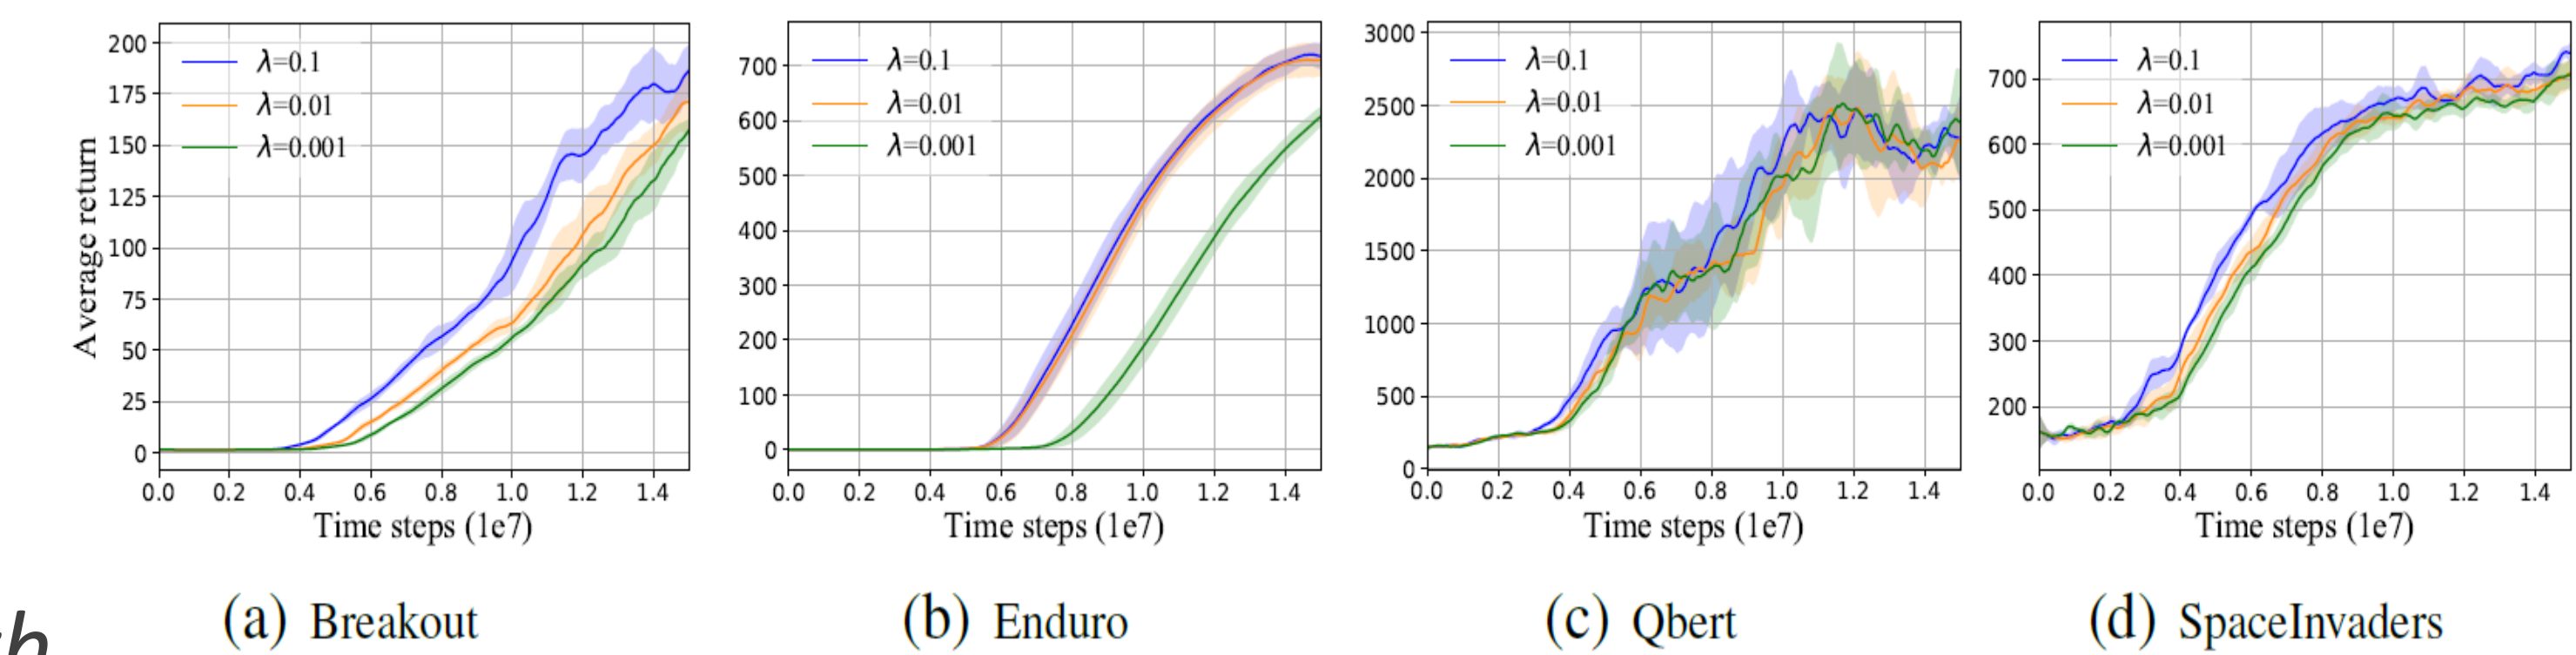 Average return
200
175
150
125
100
75
50
25
0
λ=0.1
λ=0.01
λ=0.001
0.0 0.2 0.4 0.6 0.8 1.0 1.2 1.4
Time steps (1e7)
(a) Breakout
700
600
500
400
300
200
100
0
λ=0.1
λ=0.01
λ=0.001
0.0 0.2 0.4 0.6 0.8 1.0 1.2 1.4
Time steps (1e7)
(b) Enduro
3000
2500
2000
1500
1000
500
0
λ=0.1
λ=0.01
λ=0.001
0.0 0.2 0.4 0.6 0.8 1.0 1.2 1.4
Time steps (1e7)
(c) Qbert
700
600
500
400
300
200
λ=0.1
λ=0.01
λ=0.001
0.0 0.2 0.4 0.6 0.8 1.0 1.2 1.4
Time steps (1e7)
(d) SpaceInvaders